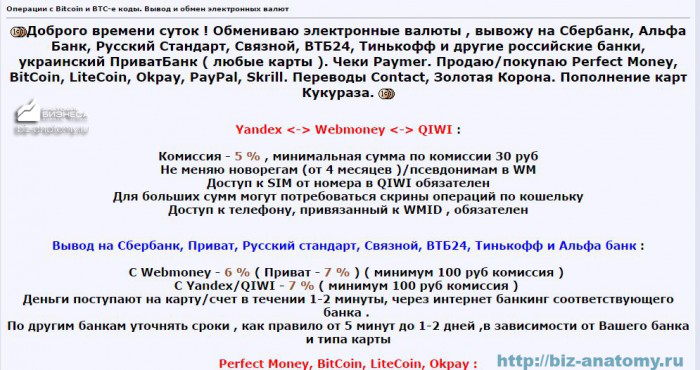 Операции с Bitcoin и BTC-e коды. Вывод и обмен электронных валют
Доброго времени суток ! Обмениваю электронные валюты , вывожу на Сбербанк, Альфа
Банк, Русский Стандарт, Связной, ВТБ24, Тинькофф и другие российские банки,
украинский ПриватБанк ( любые карты ). Чеки Paymer. Продаю/покупаю Perfect Money,
BitCoin, LiteCoin, Okpay, PayPal, Skrill. Переводы Contact, Золотая Корона. Пополнение карт
Кукураза.
БИЗНЕСА
biz-anatomy.ru
Yandex <-> Webmoney <-> QIWI :
Комиссия - 5 % , минимальная сумма по комиссии 30 руб
Не меняю новорегам (от 4 месяцев )/псевдонимам в WM
Доступ к SIM от номера в QIWI обязателен
Для больших сумм могут потребоваться скрины операций по кошельку
Доступ к телефону, привязанный к WMID , обязателен
Вывод на Сбербанк, Приват, Русский стандарт, Связной, ВТБ24, Тинькофф и Альфа банк :
С Webmoney - 6 % ( Приват - 7 % ) ( минимум 100 руб комиссия )
С Yandex/QIWI - 7 % ( минимум 100 руб комиссия )
Деньги поступают на карту/счет в течении 1-2 минуты, через интернет банкинг соответствующего
банка .
По другим банкам уточнять сроки , как правило от 5 минут до 1-2 дней ,в зависимости от Вашего банка
и типа карты
Perfect Money, BitCoin, LiteCoin, Okpay :
http://biz-anatomy.ru